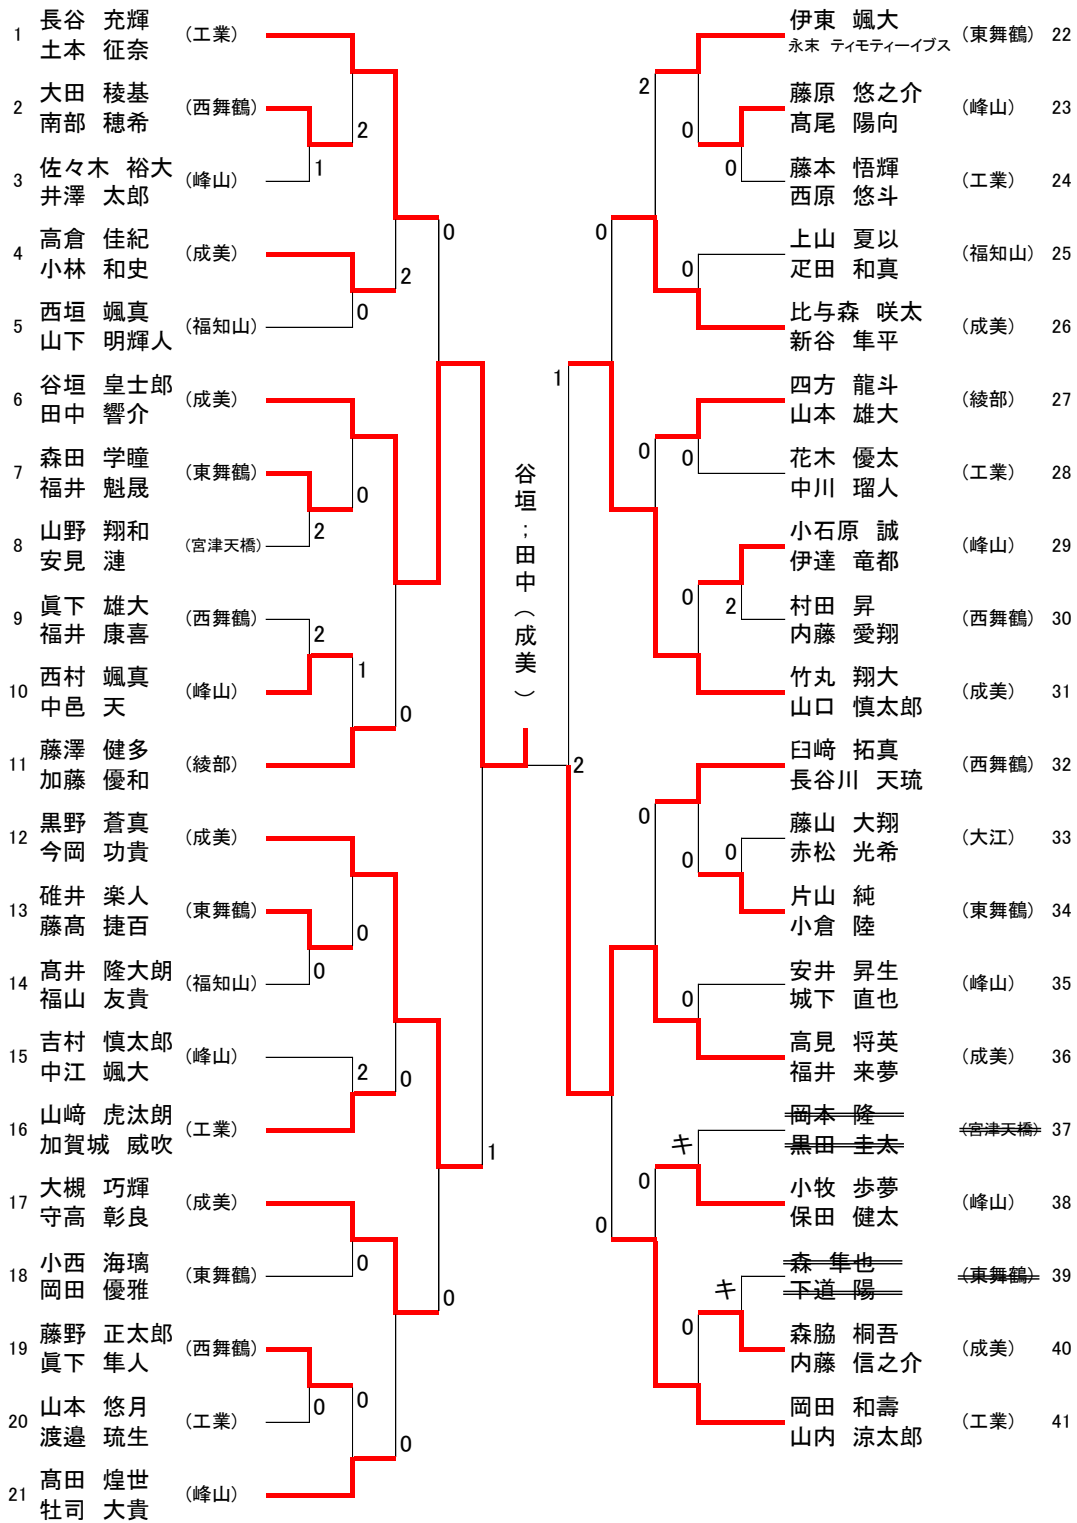 1 長谷 充輝 (工業)
土本 征奈
2 大田 稜基 (西舞鶴)
南部 穂希
2
1
3 佐々木 裕大 (峰山)
井澤 太郎
0
4 高倉 佳紀 (成美)
小林 和史
2
0
5 西垣 颯真 (福知山)
山下 明輝人
6 谷垣 皇士郎 (成美)
田中 響介
7 森田 学瞳 (東舞鶴)
福井 魁晟
0
2
8 山野 翔和 (宮津天橋)
安見 漣
9 眞下 雄大 (西舞鶴)
福井 康喜
2
1
10 西村 颯真 (峰山)
中邑 天
0
11 藤澤 健多 (綾部)
加藤 優和
12 黒野 蒼真 (成美)
今岡 功貴
13 碓井 楽人 (東舞鶴)
藤髙 捷百
0
0
14 髙井 隆大朗 (福知山)
福山 友貴
15 吉村 慎太郎 (峰山)
中江 颯大
2
0
16 山﨑 虎汰朗 (工業)
加賀城 威吹
1
17 大槻 巧輝 (成美)
守高 彰良
0
18 小西 海璃 (東舞鶴)
岡田 優雅
0
19 藤野 正太郎 (西舞鶴)
眞下 隼人
0
0
20 山本 悠月 (工業)
渡邉 琉生
0
21 髙田 煌世 (峰山)
牡司 大貴
谷垣;田中(成美)
2
伊東 颯大 (東舞鶴) 22
永末 ティモティーイブス
2
藤原 悠之介 (峰山) 23
髙尾 陽向
0
0
藤本 悟輝 (工業) 24
西原 悠斗
0
上山 夏以 (福知山) 25
疋田 和真
0
比与森 咲太 (成美) 26
新谷 隼平
1
四方 龍斗 (綾部) 27
山本 雄大
0
0
花木 優太 (工業) 28
中川 瑠人
小石原 誠 (峰山) 29
伊達 竜都
0
2
村田 昇 (西舞鶴) 30
内藤 愛翔
竹丸 翔大 (成美) 31
山口 慎太郎
臼﨑 拓真 (西舞鶴) 32
長谷川 天琉
0
藤山 大翔 (大江) 33
赤松 光希
0
0
片山 純 (東舞鶴) 34
小倉 陸
安井 昇生 (峰山) 35
城下 直也
0
高見 将英 (成美) 36
福井 来夢
岡本 隆 (宮津天橋) 37
黒田 圭太
キ
0
小牧 歩夢 (峰山) 38
保田 健太
0
森 隼也 (東舞鶴) 39
下道 陽
キ
0
森脇 桐吾 (成美) 40
内藤 信之介
岡田 和壽 (工業) 41
山内 涼太郎